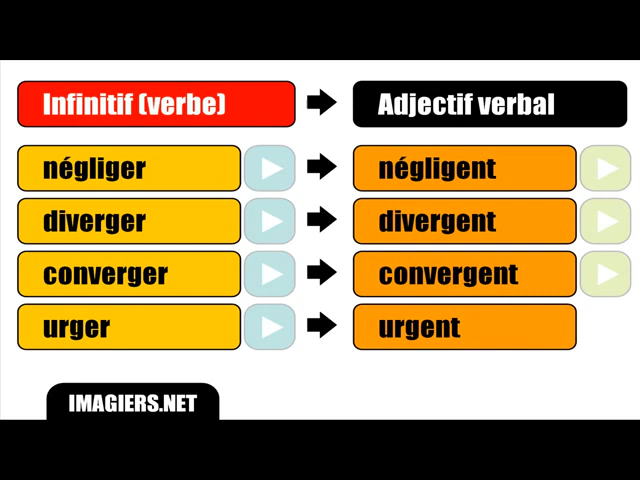 Infinitif (verbe) Adjectif verbal
négliger négligent
diverger divergent
converger convergent
urger urgent
IMAGIERS.NET